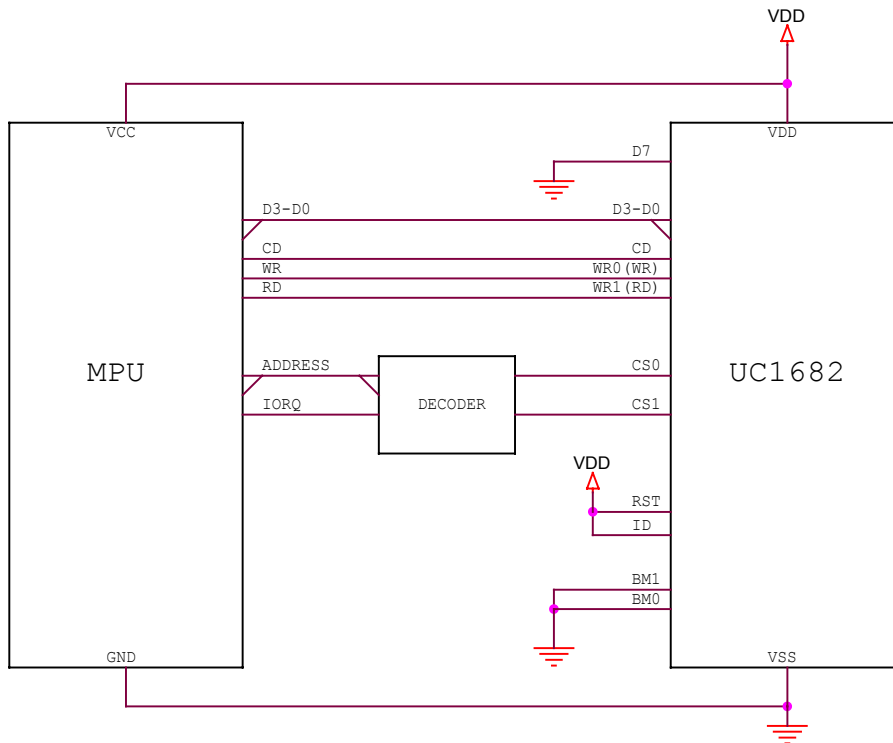 VDD
VCC
VDD
D7
D3-D0
D3-D0
CD
CD
WR
WR0(WR)
RD
WR1(RD)
MPU
ADDRESS
CS0
UC1682
IORQ
DECODER
CS1
VDD
RST
ID
BM1
BM0
GND
VSS